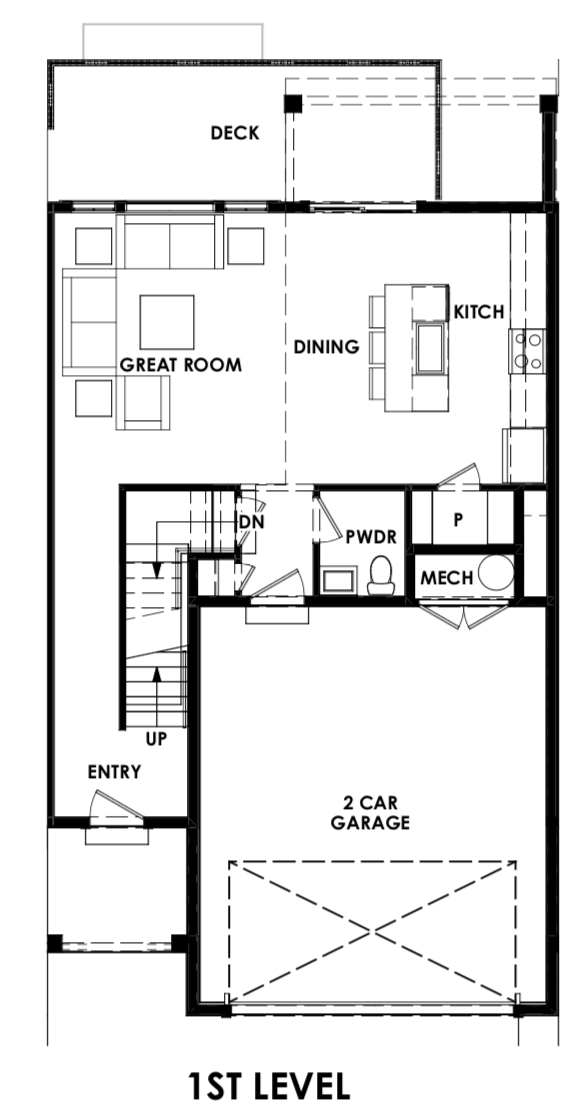 DECK
KITCH
DINING
GREAT ROOM
DN
P
PWDR
MECH
UP
ENTRY
2 CAR
GARAGE
1ST LEVEL